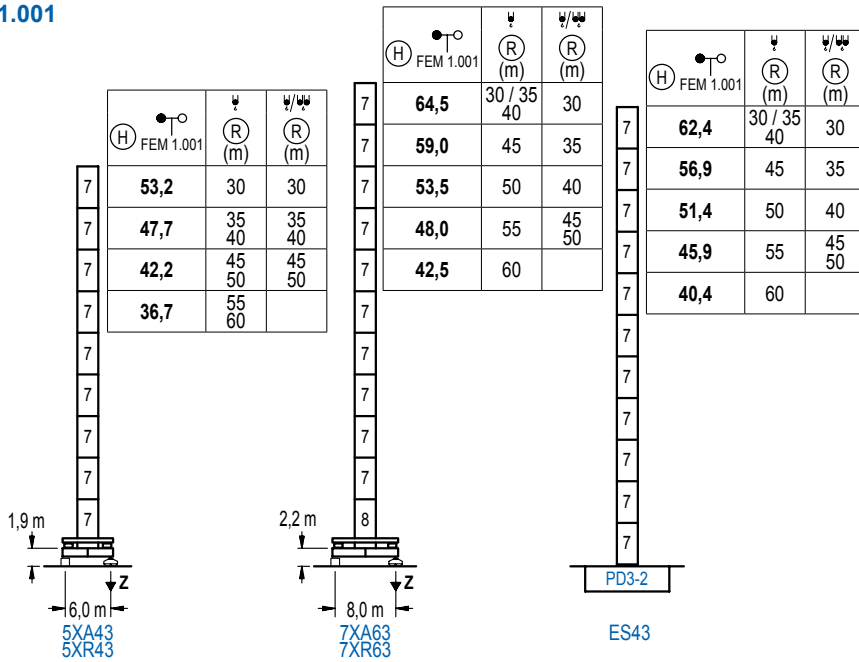 1.001
H FEM 1.001 R (m) R (m)
53,2 30 30
47,7 35 40 35 40
42,2 45 50 45 50
36,7 55 60
7
7
7
7
7
7
7
7
7
1,9 m
Z
6,0 m
5XA43
5XR43
H FEM 1.001 R (m) R (m)
64,5 30 / 35 40 30
59,0 45 35
53,5 50 40
48,0 55 45 50
42,5 60
7
7
7
7
7
7
7
7
7
7
8
2,2 m
Z
8,0 m
7XA63
7XR63
H FEM 1.001 R (m) R (m)
62,4 30 / 35 40 30
56,9 45 35
51,4 50 40
45,9 55 45 50
40,4 60
7
7
7
7
7
7
7
7
7
7
7
PD3-2
ES43